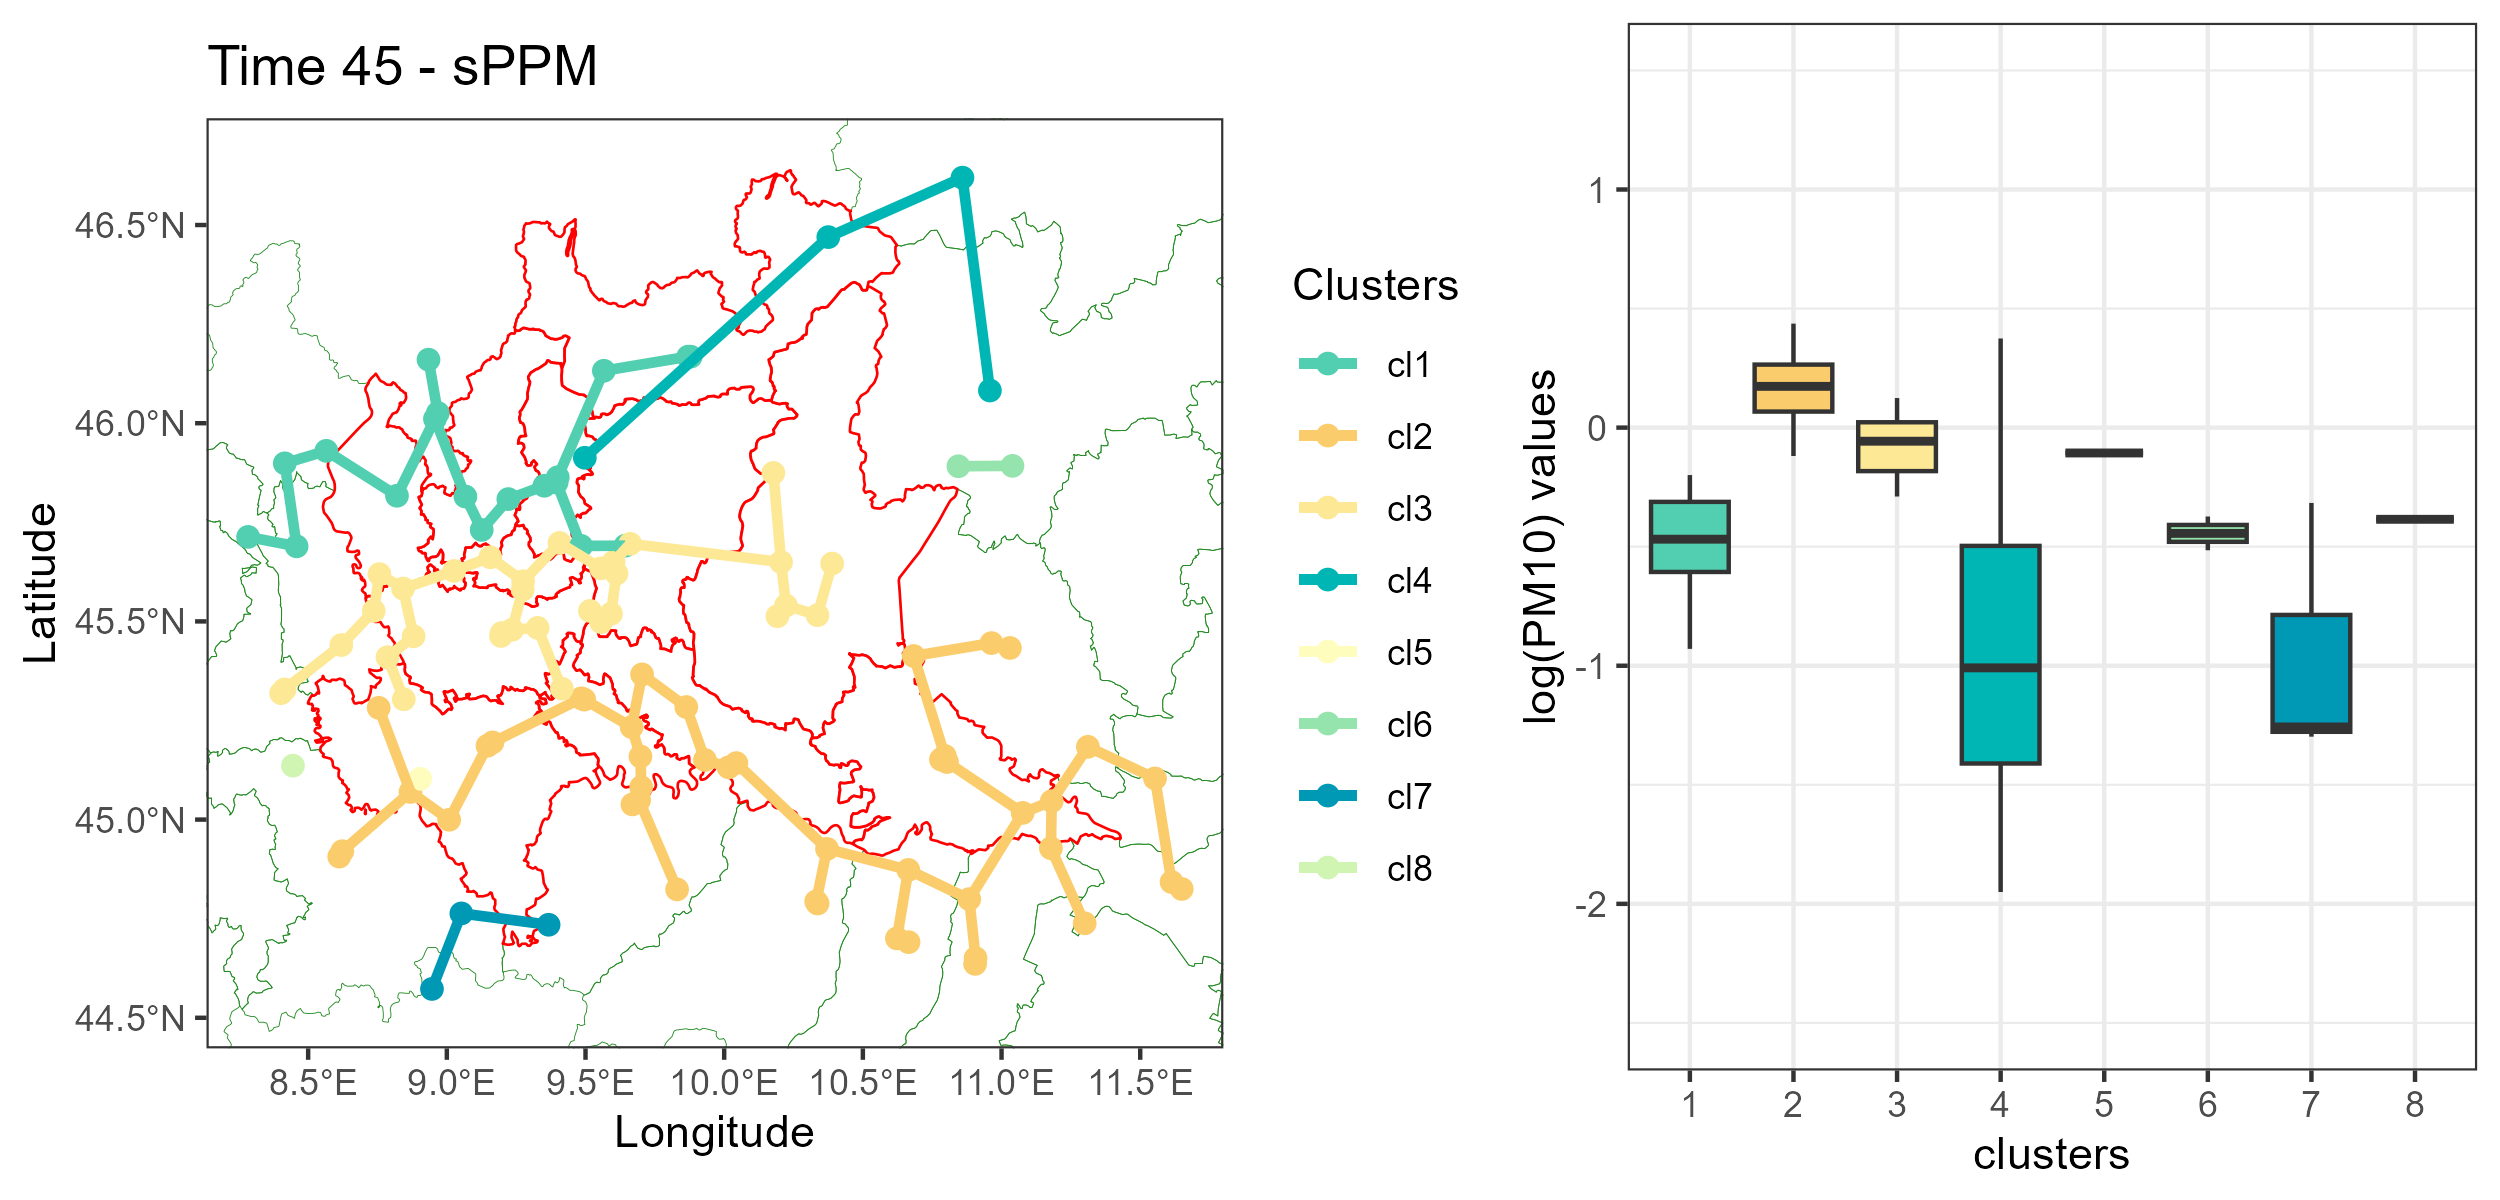 Time 45 - sPPM
46.5°N
46.0°N
45.5°N
45.0°N
44.5°N
Latitude
8.5°E 9.0°E 9.5°E 10.0°E 10.5°E 11.0°E 11.5°E
Longitude
Clusters
cl1
cl2
cl3
cl4
cl5
cl6
cl7
cl8
1
0
-1
-2
log(PM10) values
1 2 3 4 5 6 7 8
clusters